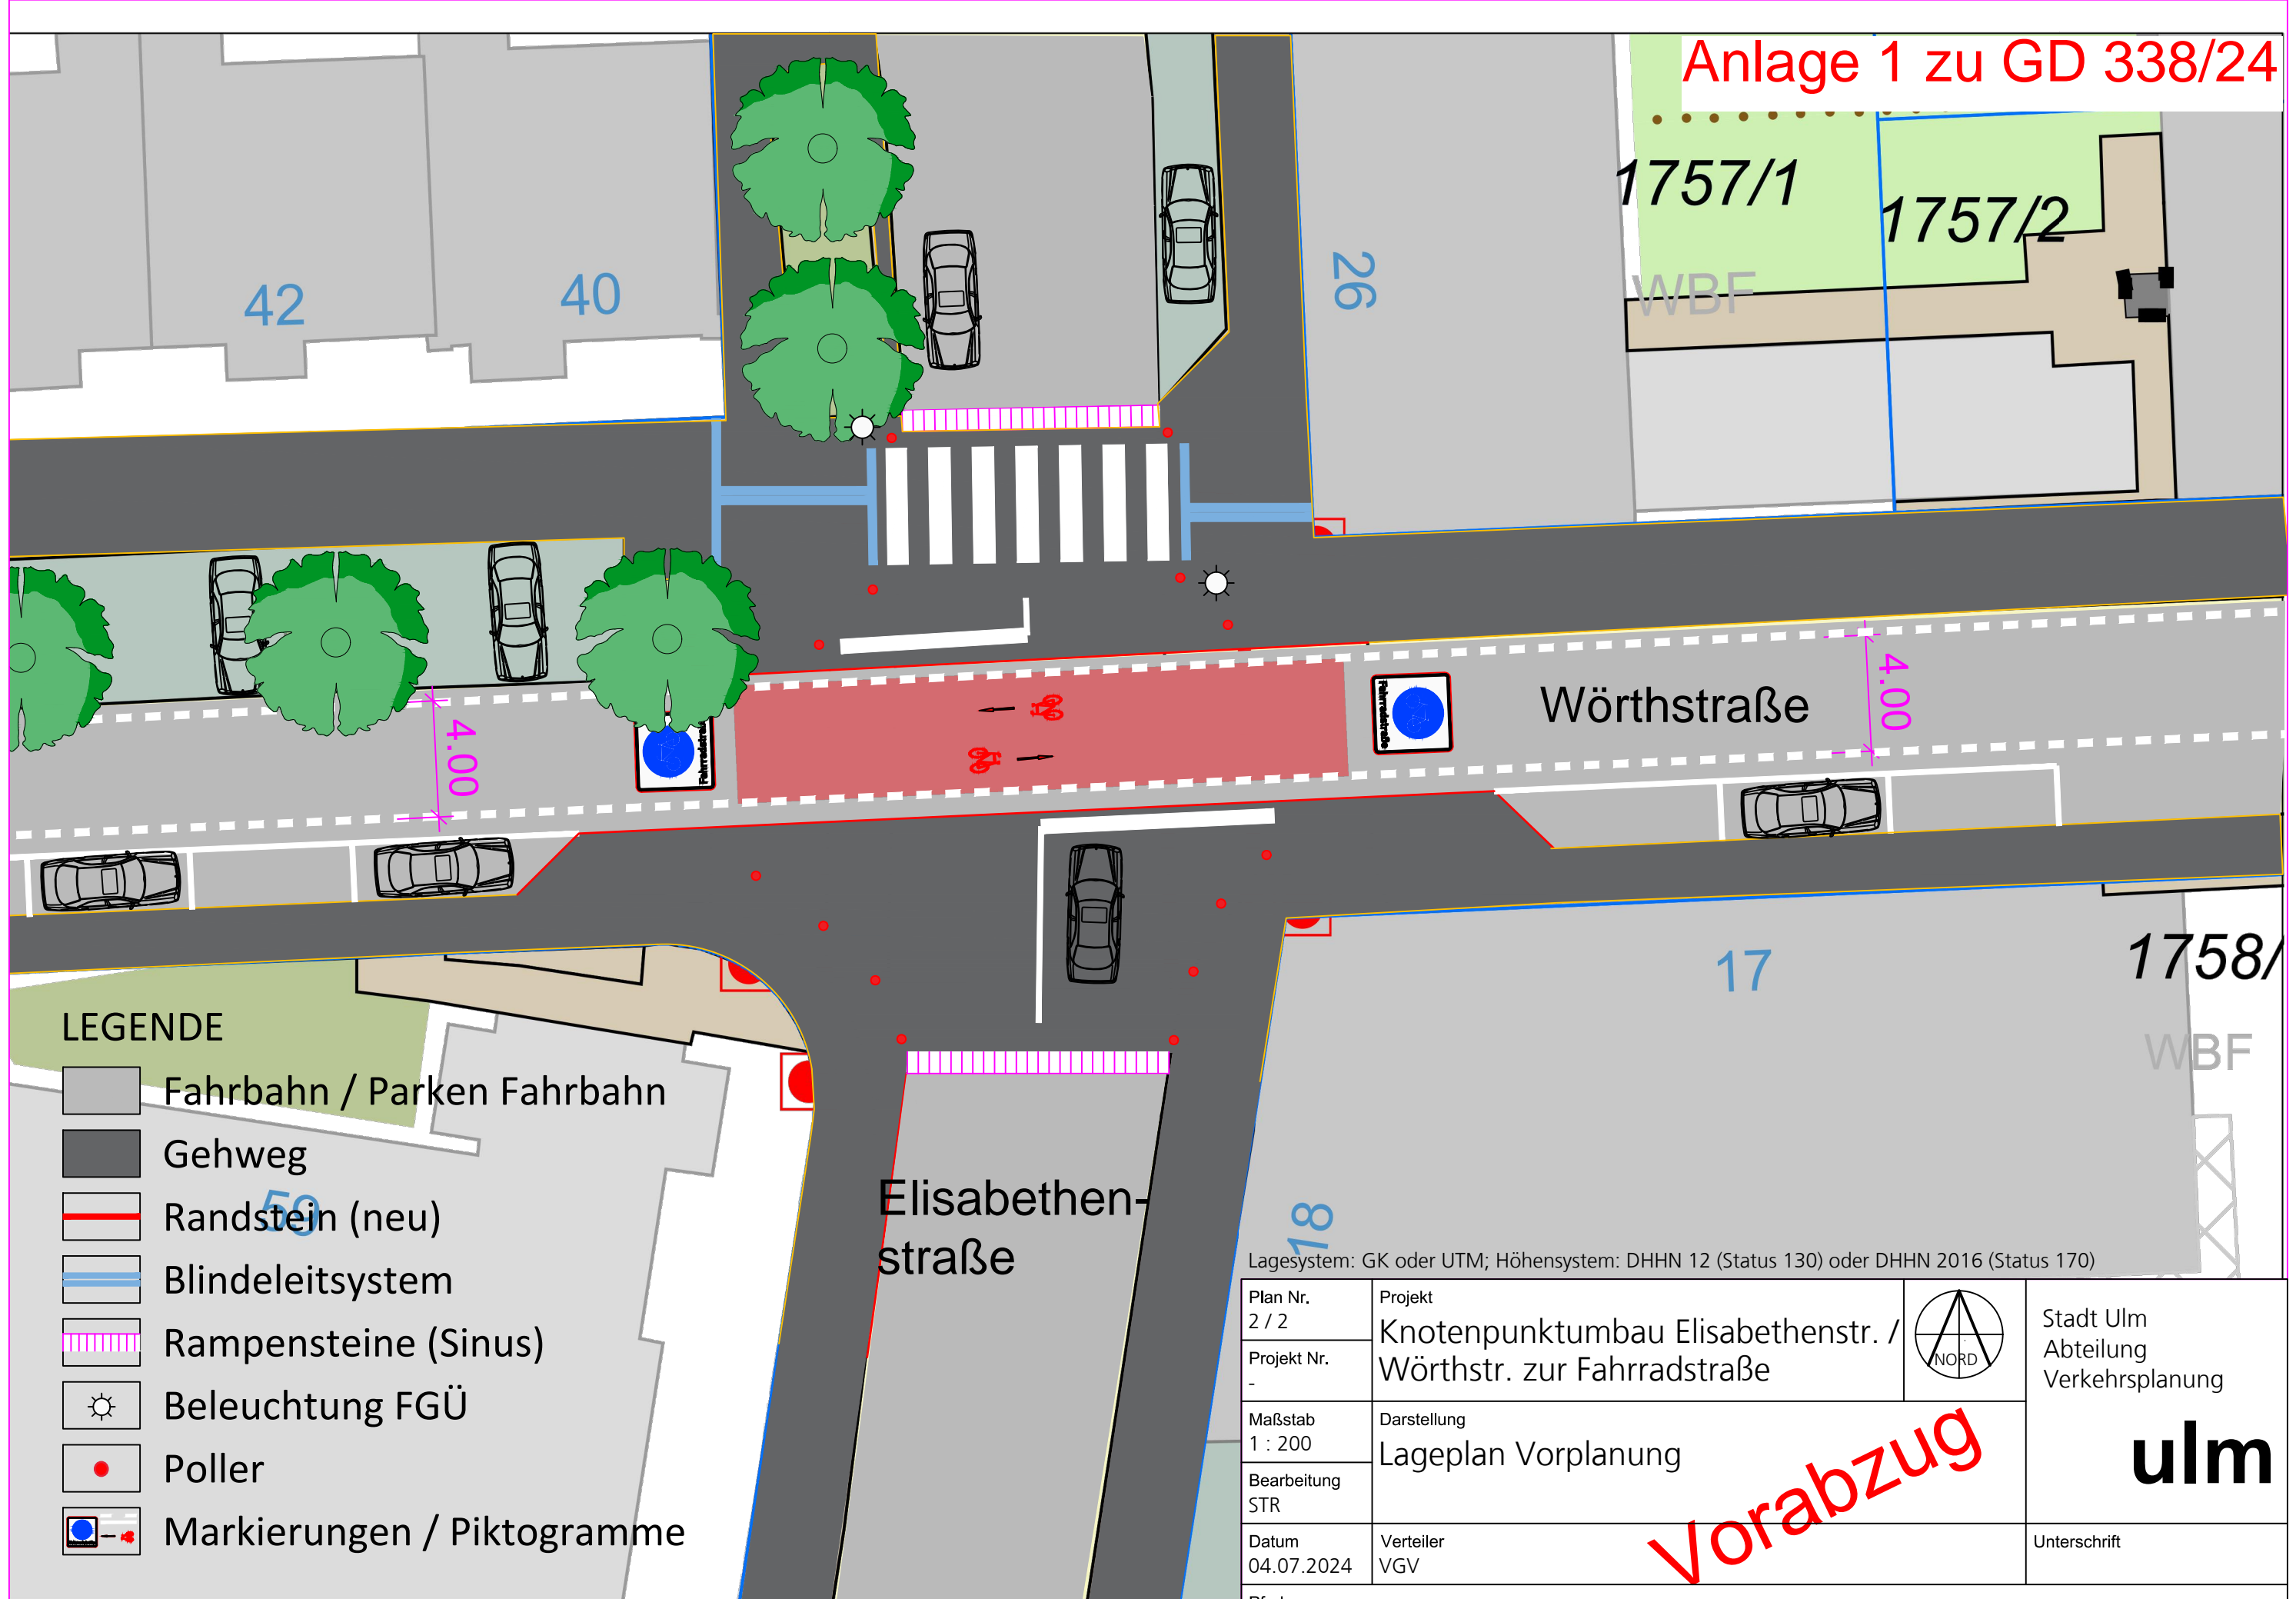 Anlage 1 zu GD 338/24
1757/1
1757/2
42
40
26
WBF
Wörthstraße
4.00
4.00
Fahrradstraße
17
1758/
WBF
LEGENDE
Fahrbahn / Parken Fahrbahn
Gehweg
59
Randstein (neu)
Blindeleitsystem
Rampensteine (Sinus)
Beleuchtung FGÜ
Poller
Markierungen / Piktogramme
Elisabethen-
straße
18
Lagesystem: GK oder UTM; Höhensystem: DHHN 12 (Status 130) oder DHHN 2016 (Status 170)
Plan Nr.
2 / 2
Projekt
Knotenpunktumbau Elisabethenstr. /
Wörthstr. zur Fahrradstraße
NORD
Stadt Ulm
Abteilung
Verkehrsplanung
ulm
Projekt Nr.
-
Maßstab
1 : 200
Darstellung
Lageplan Vorplanung
Bearbeitung
STR
Vorabzug
Datum
04.07.2024
Verteiler
VGV
Unterschrift